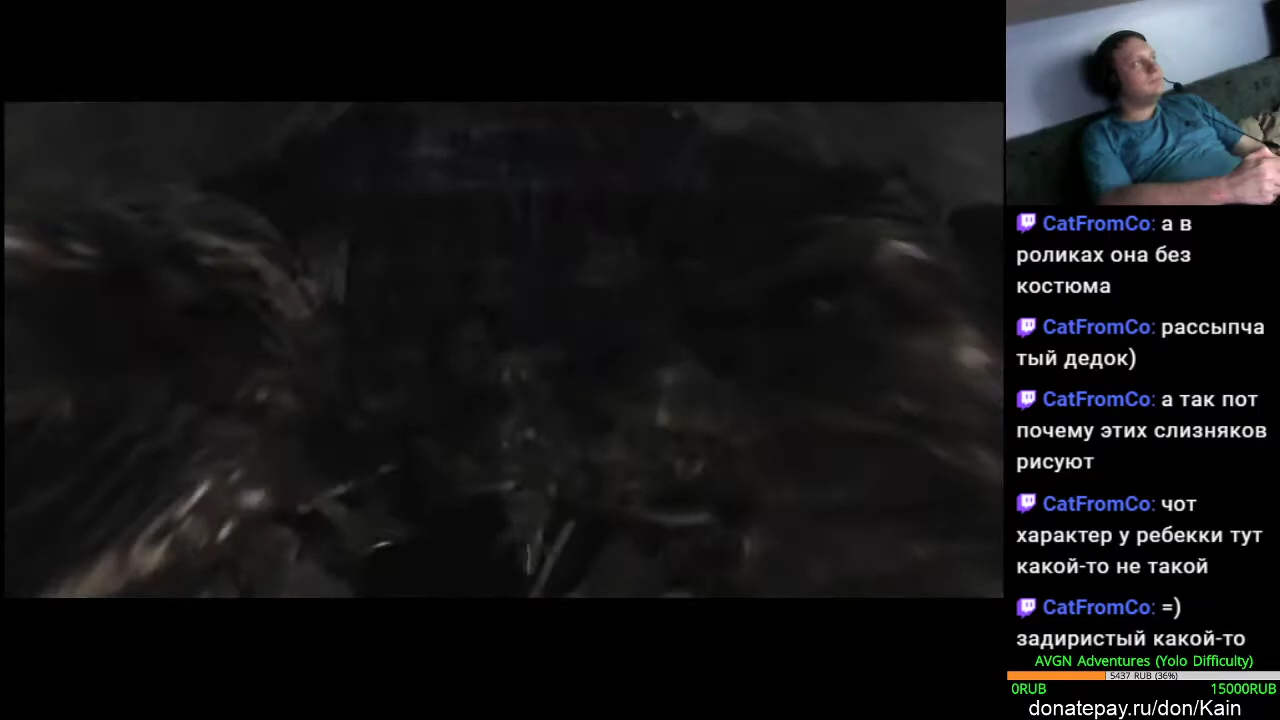 CatFromCo: а в
роликах она без
костюма
CatFromCo: рассыпча
тый дедок)
CatFromCo: а так пот
почему этих слизняков
рисуют
CatFromCo: чот
характер у ребекки тут
какой-то не такой
CatFromCo: =)
задиристый какой-то
AVGN Adventures (Yolo Difficulty)
5437 RUB (36%)
0RUB 15000RUB
donatepay.ru/don/Kain